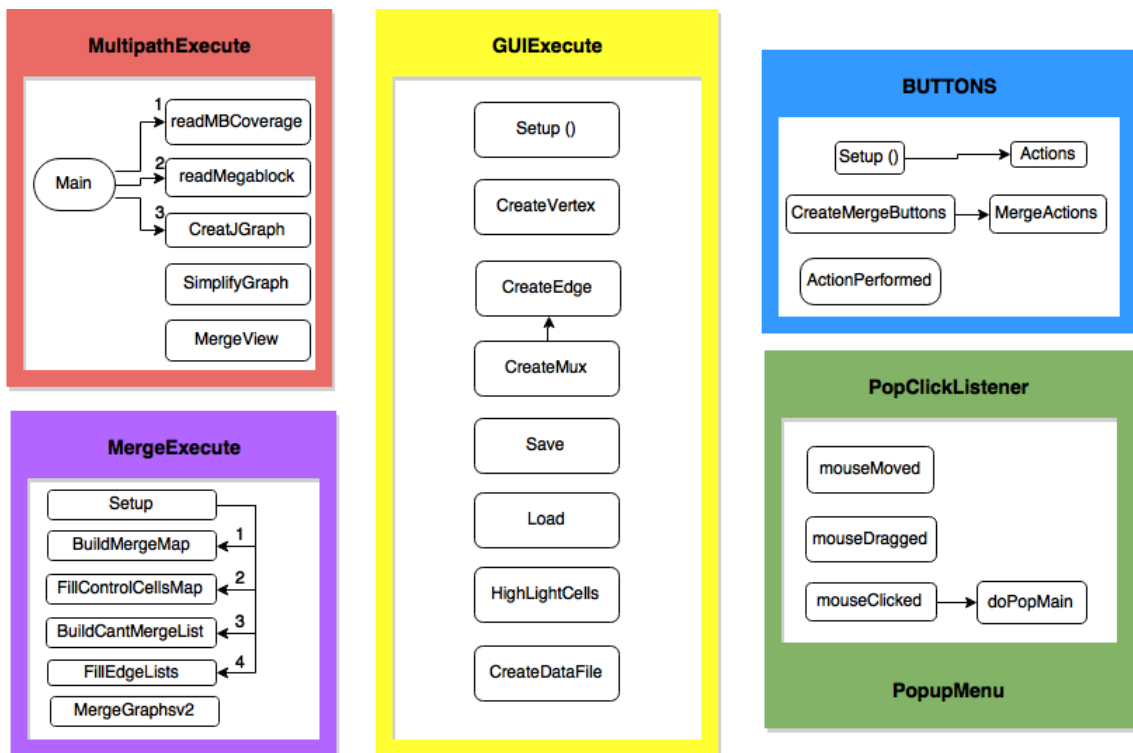 MultipathExecute
1
readMBCoverage
Main
2
readMegablock
3
CreatJGraph
SimplifyGraph
MergeView
MergeExecute
Setup
1
BuildMergeMap
2
FillControlCellsMap
3
BuildCantMergeList
4
FillEdgeLists
MergeGraphsv2
GUIExecute
Setup ()
CreateVertex
CreateEdge
CreateMux
Save
Load
HighLightCells
CreateDataFile
BUTTONS
Setup ()
Actions
CreateMergeButtons
MergeActions
ActionPerformed
PopClickListener
mouseMoved
mouseDragged
mouseClicked
doPopMain
PopupMenu